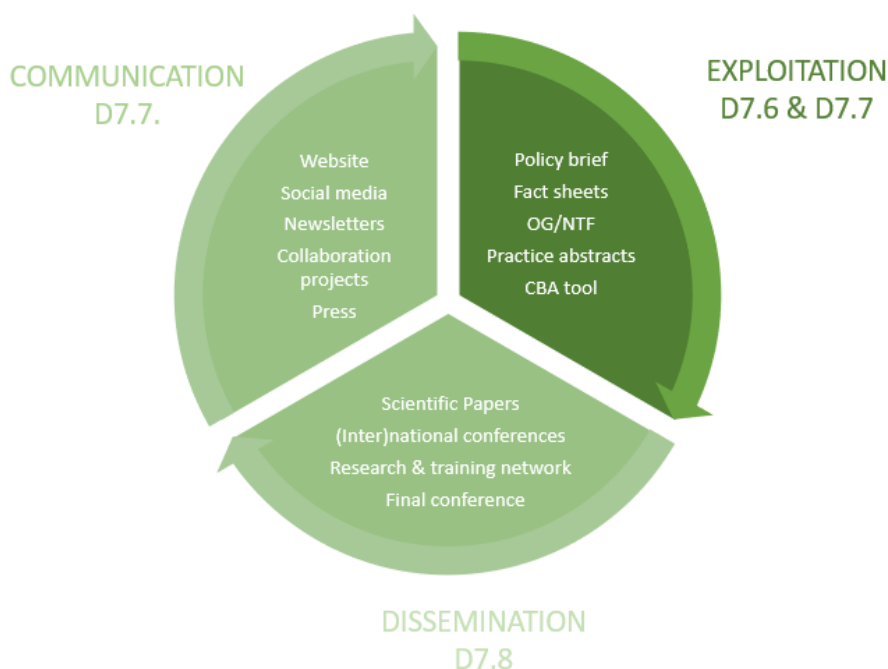 COMMUNICATION
D7.7.
EXPLOITATION
D7.6 & D7.7
Website
Social media
Newsletters
Collaboration
projects
Press
Policy brief
Fact sheets
OG/NTF
Practice abstracts
CBA tool
Scientific Papers
(Inter)national conferences
Research & training network
Final conference
DISSEMINATION
D7.8